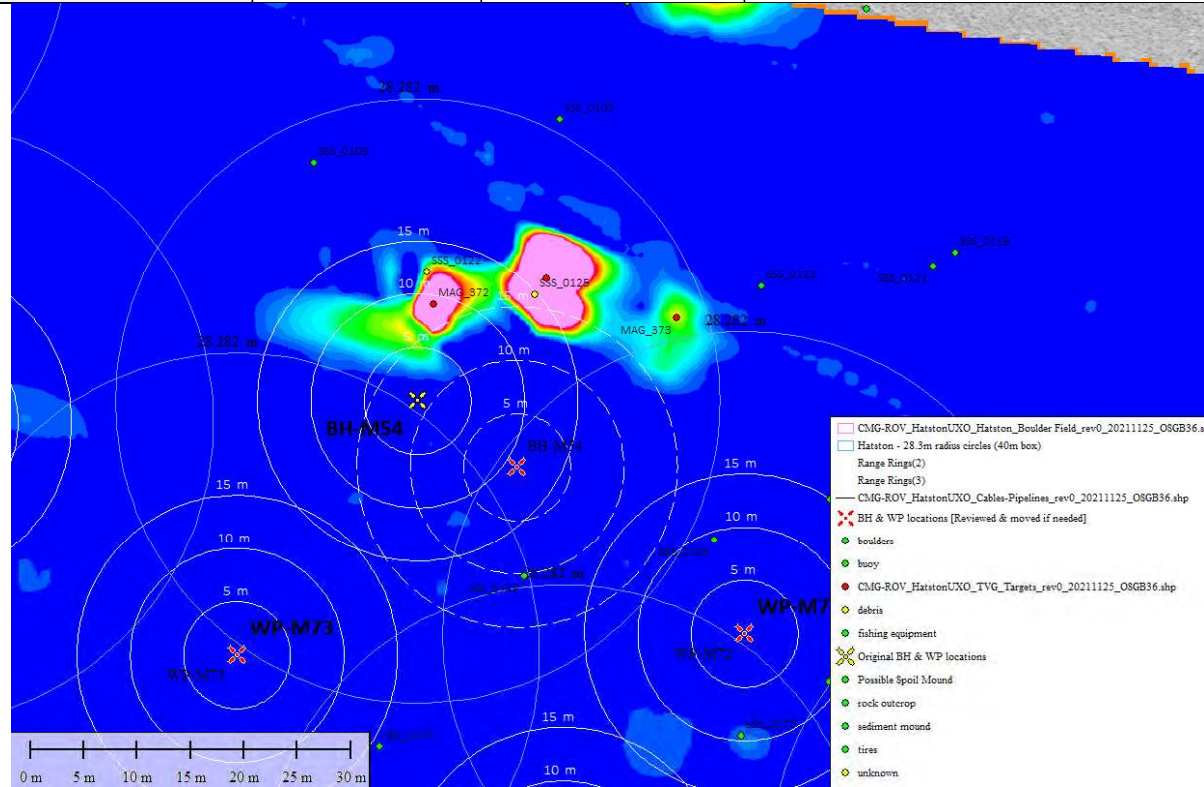 28.282 m
SSS_0109
15 m
SSS_0122
10 m
MAG_372
SSS_0125
15 m
SSS_0123
SSS_0219
SSS_0121
MAG_373
28.282 m
28.282 m
5 m
10 m
BH-M54
5 m
BH-M54
15 m
10 m
5 m
WP-M73
WP-M73
15 m
10 m
5 m
WP-M7
WP-M72
15 m
10 m
0 m 5 m 10 m 15 m 20 m 25 m 30 m
CMG-ROV_HatstonUXO_Hatston_Boulder Field_rev0_20211125_OSGB36.s
Hatston - 28.3m radius circles (40m box)
Range Rings(2)
Range Rings(3)
CMG-ROV_HatstonUXO_Cables-Pipelines_rev0_20211125_OSGB36.shp
BH & WP locations [Reviewed & moved if needed]
boulders
buoy
CMG-ROV_HatstonUXO_TVG_Targets_rev0_20211125_OSGB36.shp
debris
fishing equipment
Original BH & WP locations
Possible Spoil Mound
rock outcrop
sediment mound
tires
unknown